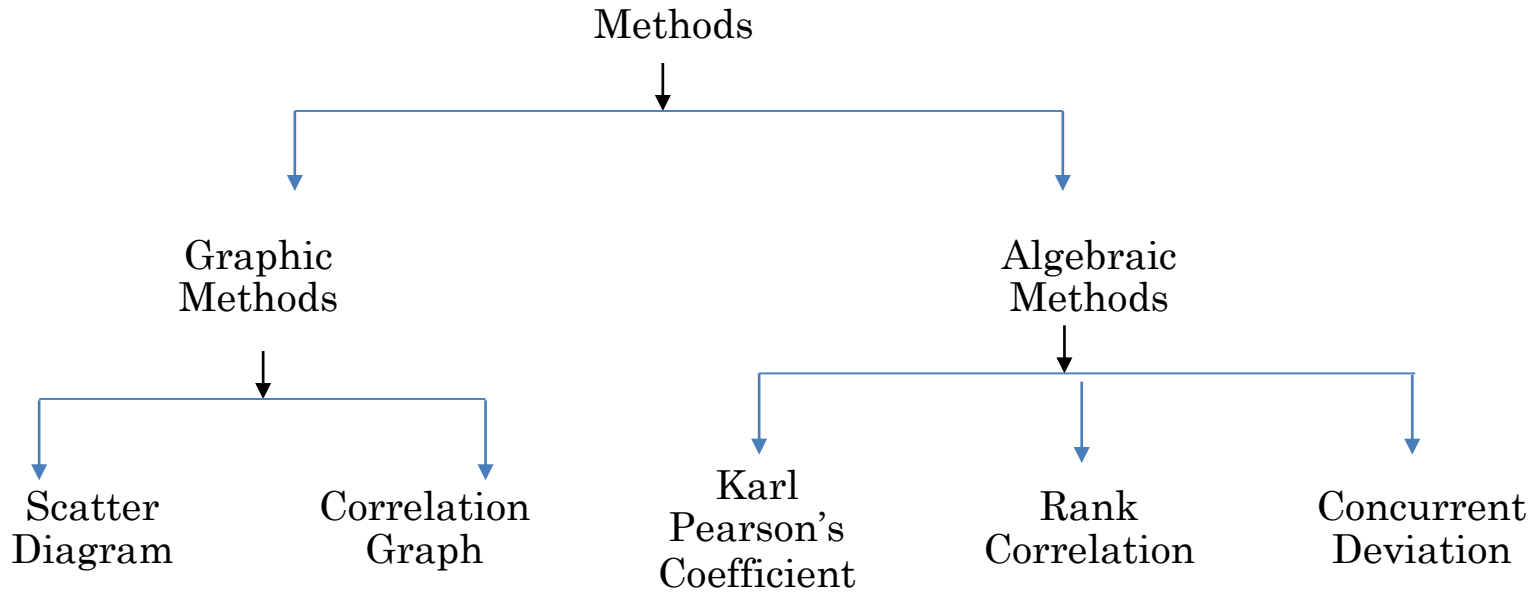 Methods
Graphic
Methods
Algebraic
Methods
Scatter
Diagram
Correlation
Graph
Karl
Pearson’s
Coefficient
Rank
Correlation
Concurrent
Deviation